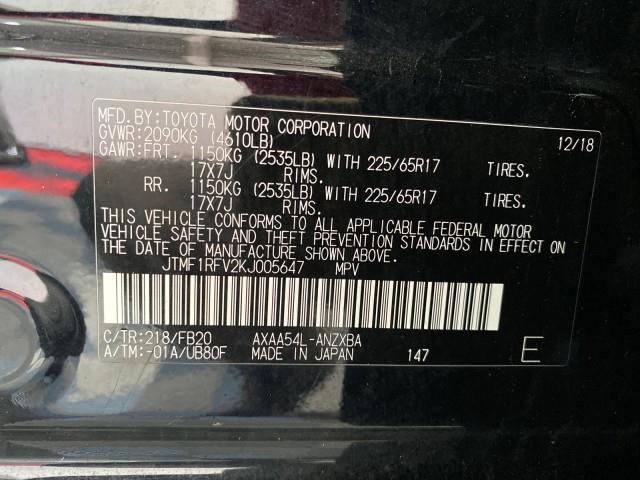 MFD.BY:TOYOTA MOTOR CORPORATION 12/18
GVWR:2090KG (4610LB)
GAWR:FRT. 1150KG (2535LB) WITH 225/65R17 TIRES.
17X7J RIMS.
RR. 1150KG (2535LB) WITH 225/65R17 TIRES.
17X7J RIMS.
THIS VEHICLE CONFORMS TO ALL APPLICABLE FEDERAL MOTOR
VEHICLE SAFETY AND THEFT PREVENTION STANDARDS IN EFFECT ON
THE DATE OF MANUFACTURE SHOWN ABOVE.
JTMF1RFV2KJ005647 MPV
C/TR:218/FB20 AXAA54L-ANZXBA
A/TM:-01A/UB80F MADE IN JAPAN 147 E